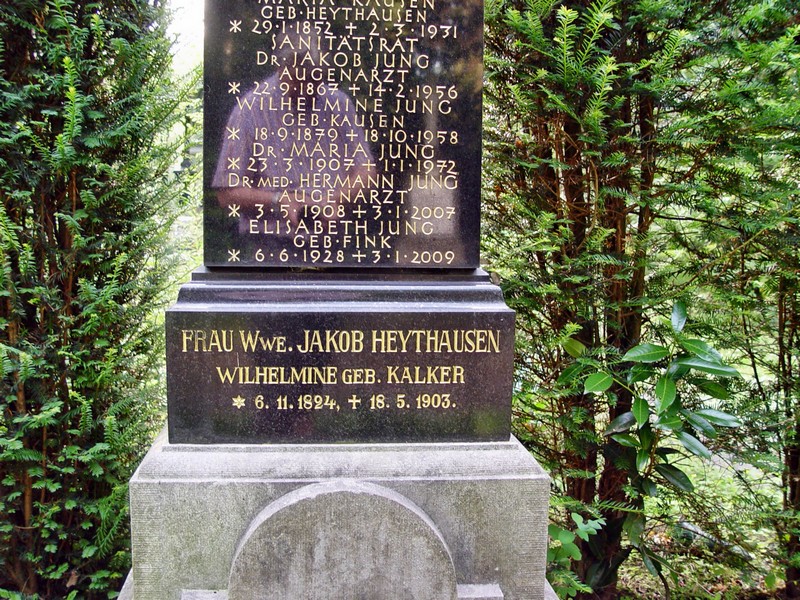 MARIA KAUSEN
GEB·HEYTHAUSEN
* 29·1·1852 + 2·3·1931
SANITÄTSRAT
DR·JAKOB JUNG
AUGENARZT
* 22·9·1867 + 14·2·1956
WILHELMINE JUNG
GEB·KAUSEN
* 18·9·1879 + 18·10·1958
DR·MARIA JUNG
* 23·3·1907 + 1·1·1972
DR·MED·HERMANN JUNG
AUGENARZT
* 3·5·1908 + 3·1·2007
ELISABETH JUNG
GEB·FINK
* 6·6·1928 + 3·1·2009
FRAU WWE. JAKOB HEYTHAUSEN
WILHELMINE GEB. KALKER
* 6. 11. 1824, + 18. 5. 1903.